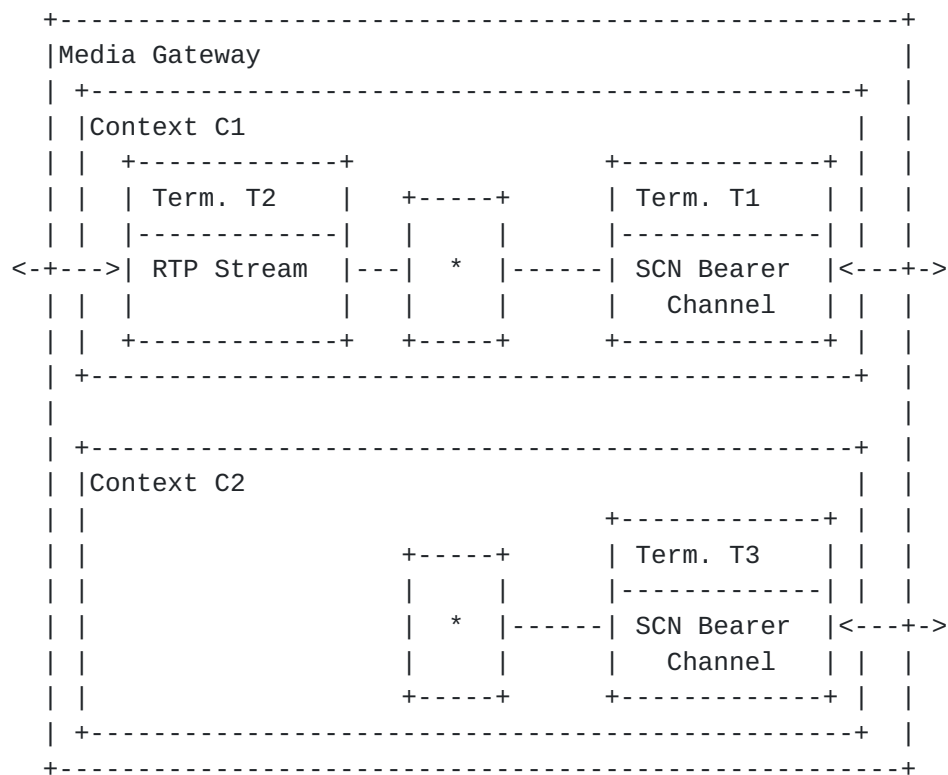 Media Gateway
Context C1
Term. T2 Term. T1
RTP Stream * SCN Bearer
Channel
Context C2
Term. T3
* SCN Bearer
Channel